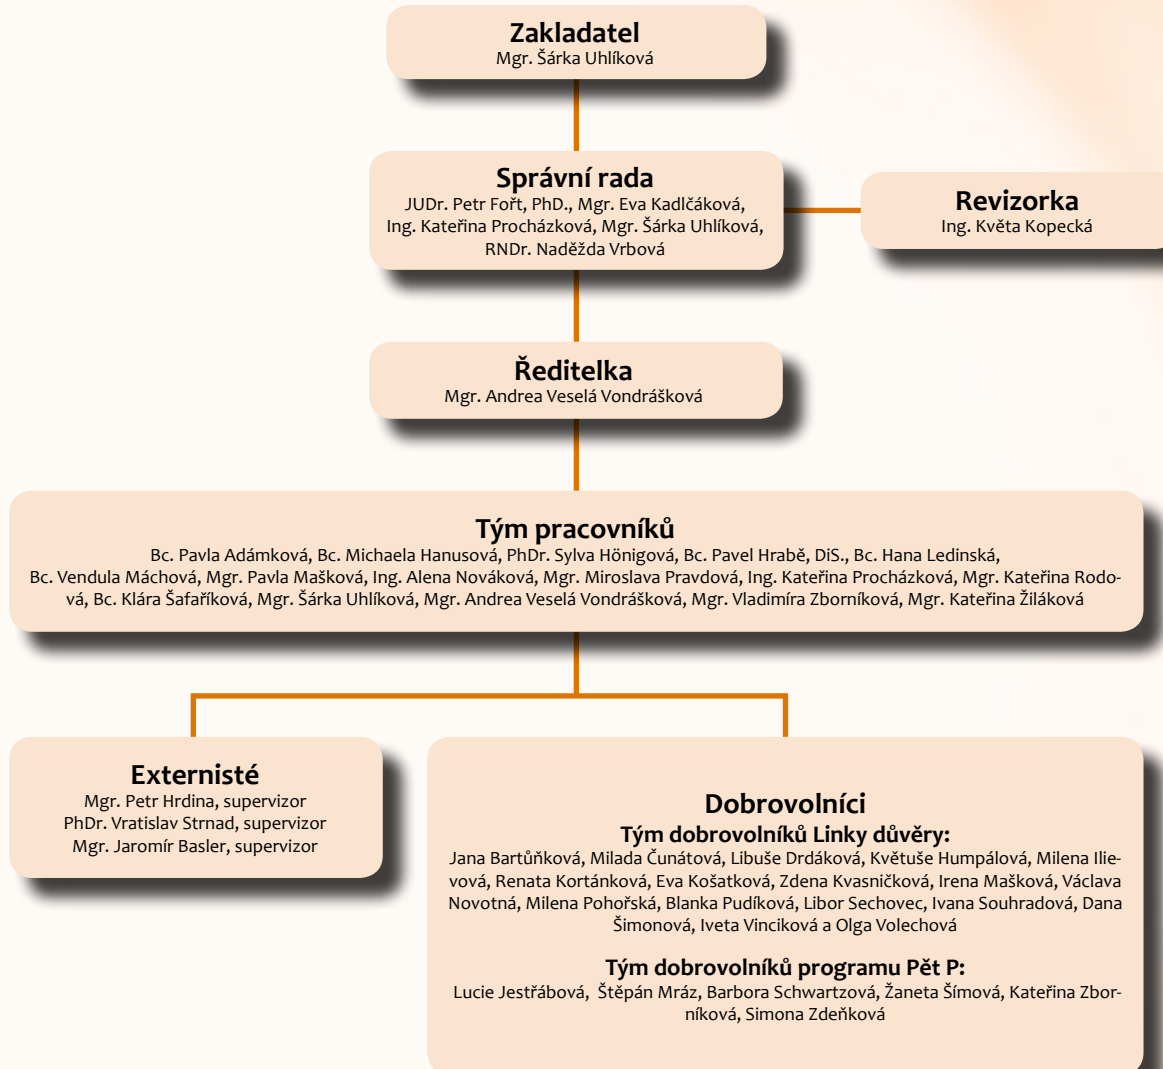 Zakladatel
Mgr. Šárka Uhlíková
Správní rada
JUDr. Petr Fořt, PhD., Mgr. Eva Kadlčáková,
Ing. Kateřina Procházková, Mgr. Šárka Uhlíková,
RNDr. Naděžda Vrbová
Revizorka
Ing. Květa Kopecká
Ředitelka
Mgr. Andrea Veselá Vondrášková
Tým pracovníků
Bc. Pavla Adámková, Bc. Michaela Hanusová, PhDr. Sylva Hönigová, Bc. Pavel Hrabě, DiS., Bc. Hana Ledinská,
Bc. Vendula Máchová, Mgr. Pavla Mašková, Ing. Alena Nováková, Mgr. Miroslava Pravdová, Ing. Kateřina Procházková, Mgr. Kateřina Rodo-
vá, Bc. Klára Šafaříková, Mgr. Šárka Uhlíková, Mgr. Andrea Veselá Vondrášková, Mgr. Vladimíra Zborníková, Mgr. Kateřina Žiláková
Externisté
Mgr. Petr Hrdina, supervizor
PhDr. Vratislav Strnad, supervizor
Mgr. Jaromír Basler, supervizor
Dobrovolníci
Tým dobrovolníků Linky důvěry:
Jana Bartůňková, Milada Čunátová, Libuše Drdáková, Květuše Humpálová, Milena Ilie-
vová, Renata Kortánková, Eva Košatková, Zdena Kvasničková, Irena Mašková, Václava
Novotná, Milena Pohořská, Blanka Pudíková, Libor Sechovec, Ivana Souhradová, Dana
Šimonová, Iveta Vinciková a Olga Volechová
Tým dobrovolníků programu Pět P:
Lucie Jestřábová, Štěpán Mráz, Barbora Schwartzová, Žaneta Šímová, Kateřina Zbor-
níková, Simona Zdeňková